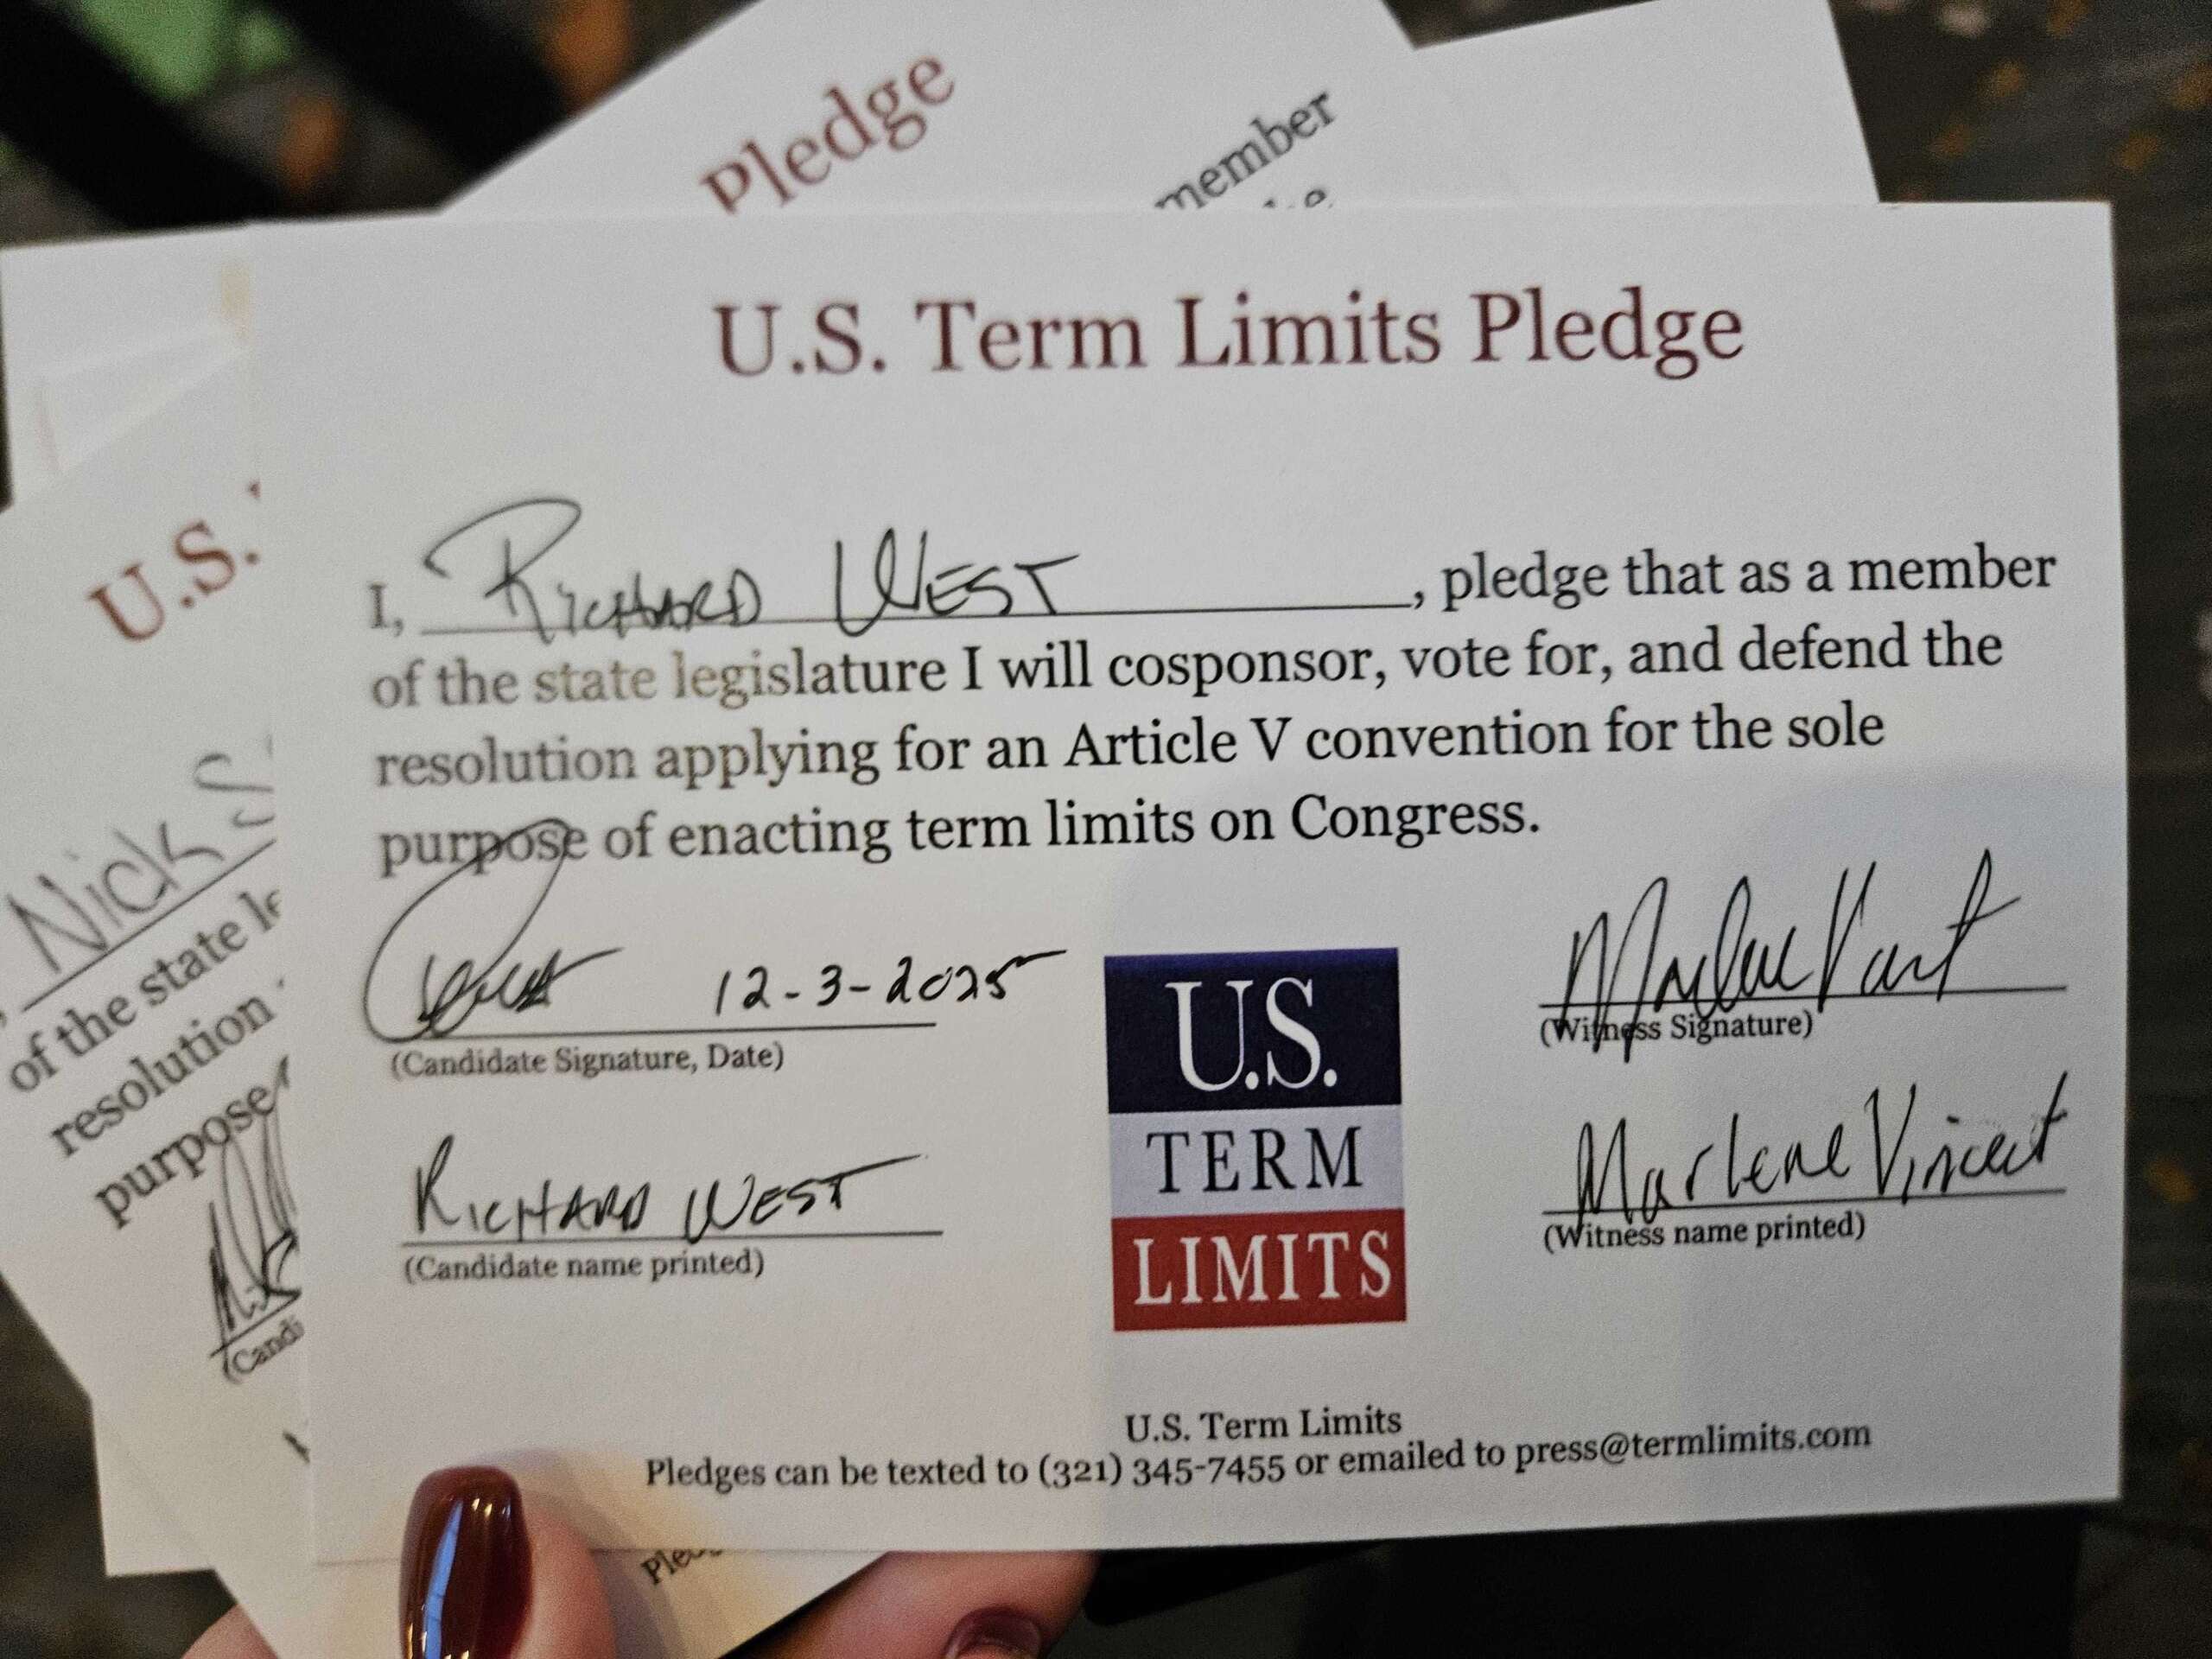 Pledge
member
U.S. Term Limits Pledge
I, RICHARD WEST, pledge that as a member
of the state legislature I will cosponsor, vote for, and defend the
resolution applying for an Article V convention for the sole
purpose of enacting term limits on Congress.
12-3-2025
(Candidate Signature, Date)
(Witness Signature)
RICHARD WEST
(Candidate name printed)
Marlene Vincent
(Witness name printed)
U.S.
TERM
LIMITS
U.S. Term Limits
Pledges can be texted to (321) 345-7455 or emailed to press@termlimits.com
U.S.
Nick S
of the state le
resolution
purpose
(Candi
Pled